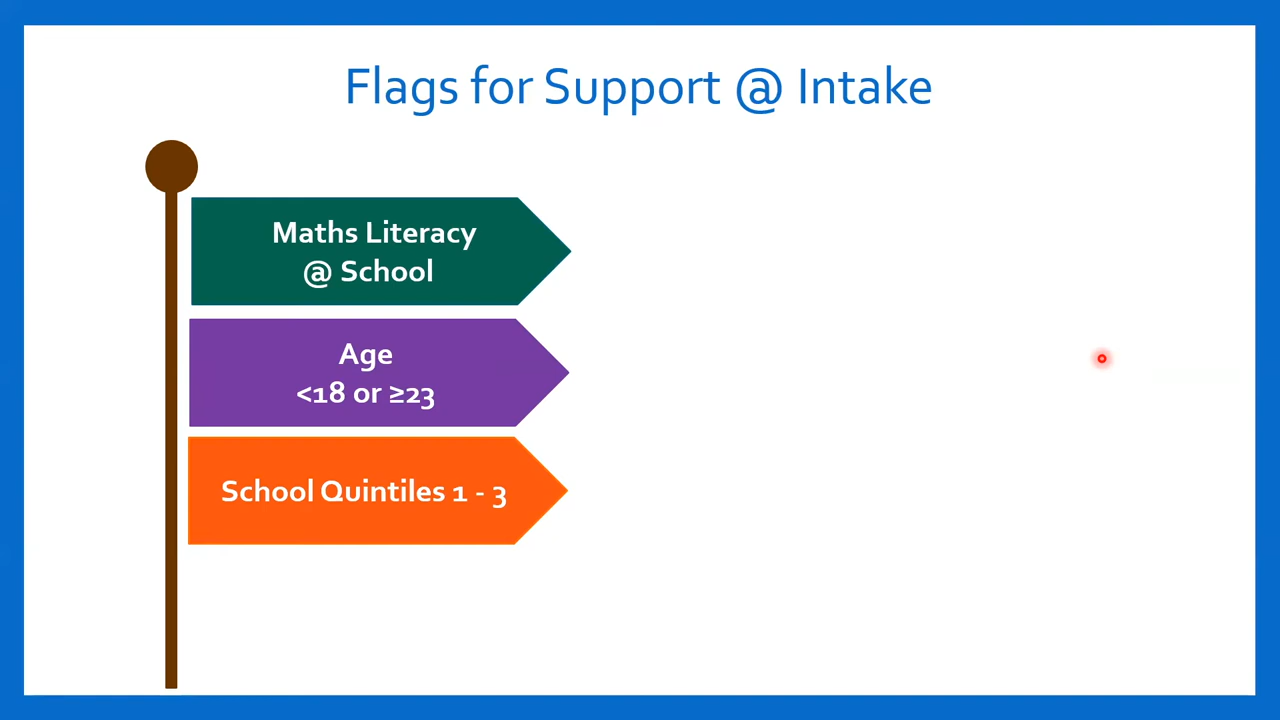 Flags for Support @ Intake
Maths Literacy
@ School
Age
<18 or ≥23
School Quintiles 1 - 3